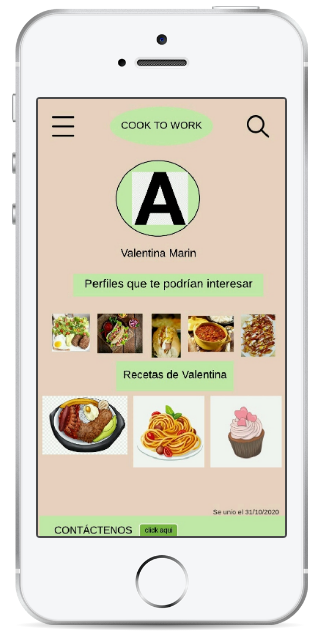 COOK TO WORK
A
Valentina Marin
Perfiles que te podrían interesar
Recetas de Valentina
Se unio el 31/10/2020
CONTÁCTENOS click aqui